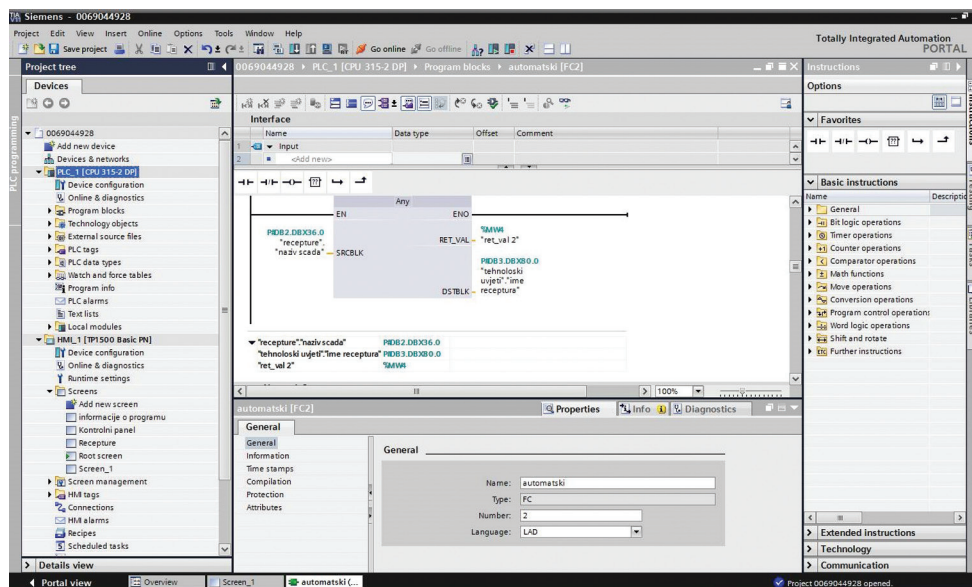 Siemens - 0069044928
Project Edit View Insert Online Options Tools Window Help
Totally Integrated Automation
PORTAL
Save project Go online Go offline
Project tree
0069044928 PLC_1 [CPU 315-2 DP] Program blocks automatski [FC2]
Instructions
Devices
Options
PLC programming
0069044928
Add new device
Devices & networks
PLC_1 [CPU 315-2 DP]
Device configuration
Online & diagnostics
Program blocks
Technology objects
External source files
PLC tags
PLC data types
Watch and force tables
Program info
PLC alarms
Text lists
Local modules
HMI_1 [TP1500 Basic PN]
Device configuration
Online & diagnostics
Runtime settings
Screens
Add new screen
informacije o programu
Kontrolni panel
Recepture
Root screen
Screen_1
Screen management
HMI tags
Connections
HMI alarms
Recipes
Scheduled tasks
Details view
Interface
Name Data type Offset Comment
1 Input
2 <Add new>
Any
EN ENO
P#DB2.DBX36.0
"recepture".
"naziv scada" SRCBLK
%MW4
RET_VAL "ret_val 2"
P#DB3.DBX80.0
"tehnoloski
uvjeti"."ime
DSTBLK receptura"
"recepture"."naziv scada" P#DB2.DBX36.0
"tehnoloski uvjeti"."ime receptura" P#DB3.DBX80.0
"ret_val 2" %MW4
100%
automatski [FC2]
Properties Info Diagnostics
General
General
Information
Time stamps
Compilation
Protection
Attributes
General
Name: automatski
Type: FC
Number: 2
Language: LAD
Favorites
Basic instructions
Name Descriptio
General
Bit logic operations
Timer operations
Counter operations
Comparator operations
Math functions
Move operations
Conversion operations
Program control operations
Word logic operations
Shift and rotate
Further instructions
Extended instructions
Technology
Communication
Portal view Overview Screen_1 automatski (...
Project 0069044928 opened.